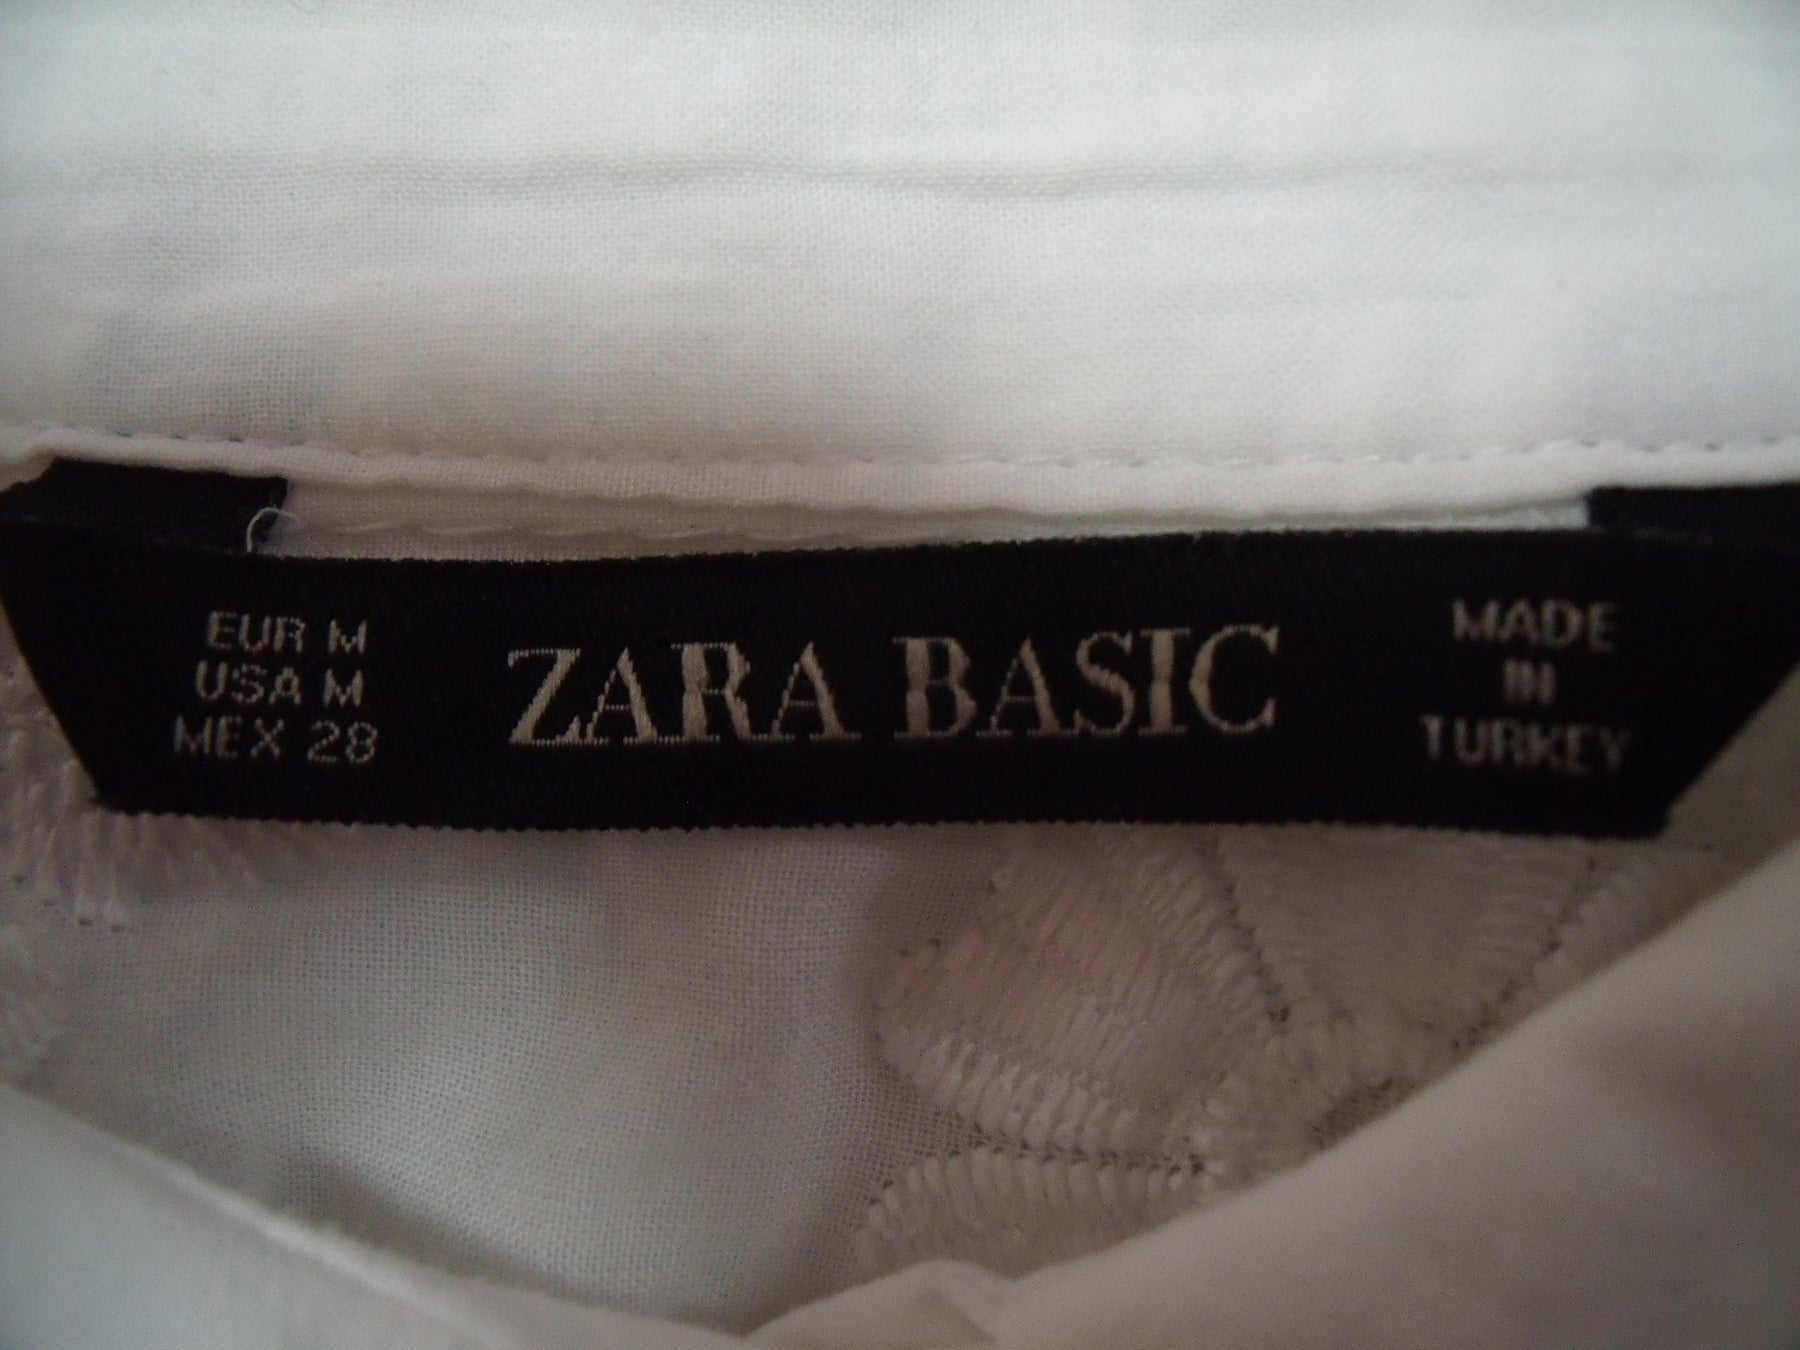 EUR M
USA M
MEX 28
ZARA BASIC
MADE
IN
TURKEY